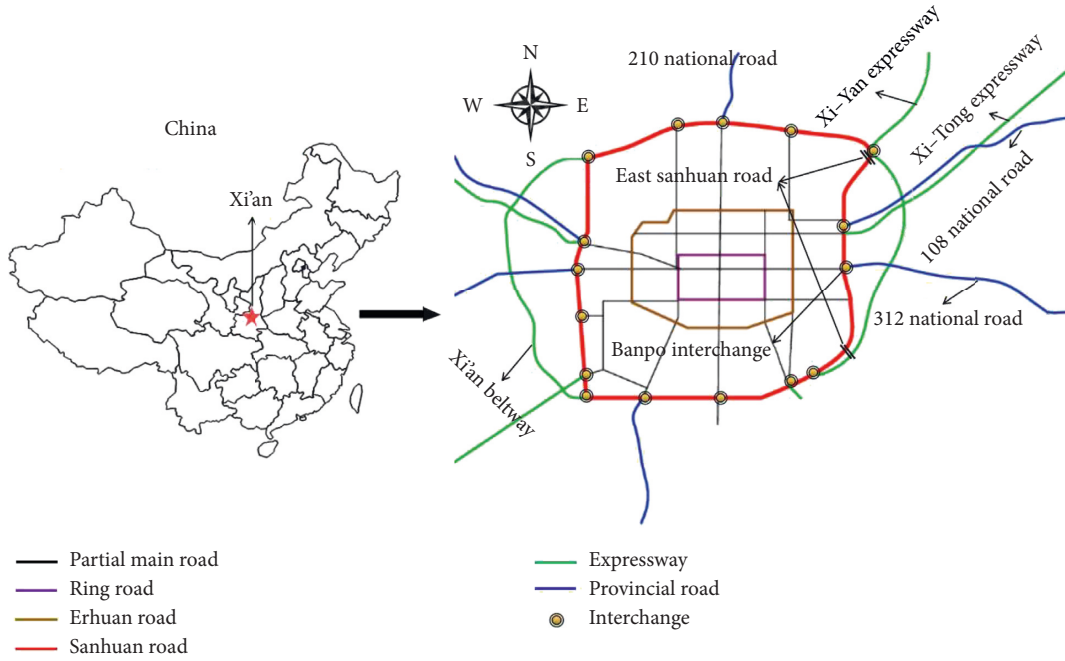 China
Xi'an
N
W
E
S
210 national road
Xi–Yan expressway
Xi–Tong expressway
108 national road
East sanhuan road
312 national road
Banpo interchange
Xi'an beltway
Partial main road
Ring road
Erhuan road
Sanhuan road
Expressway
Provincial road
Interchange